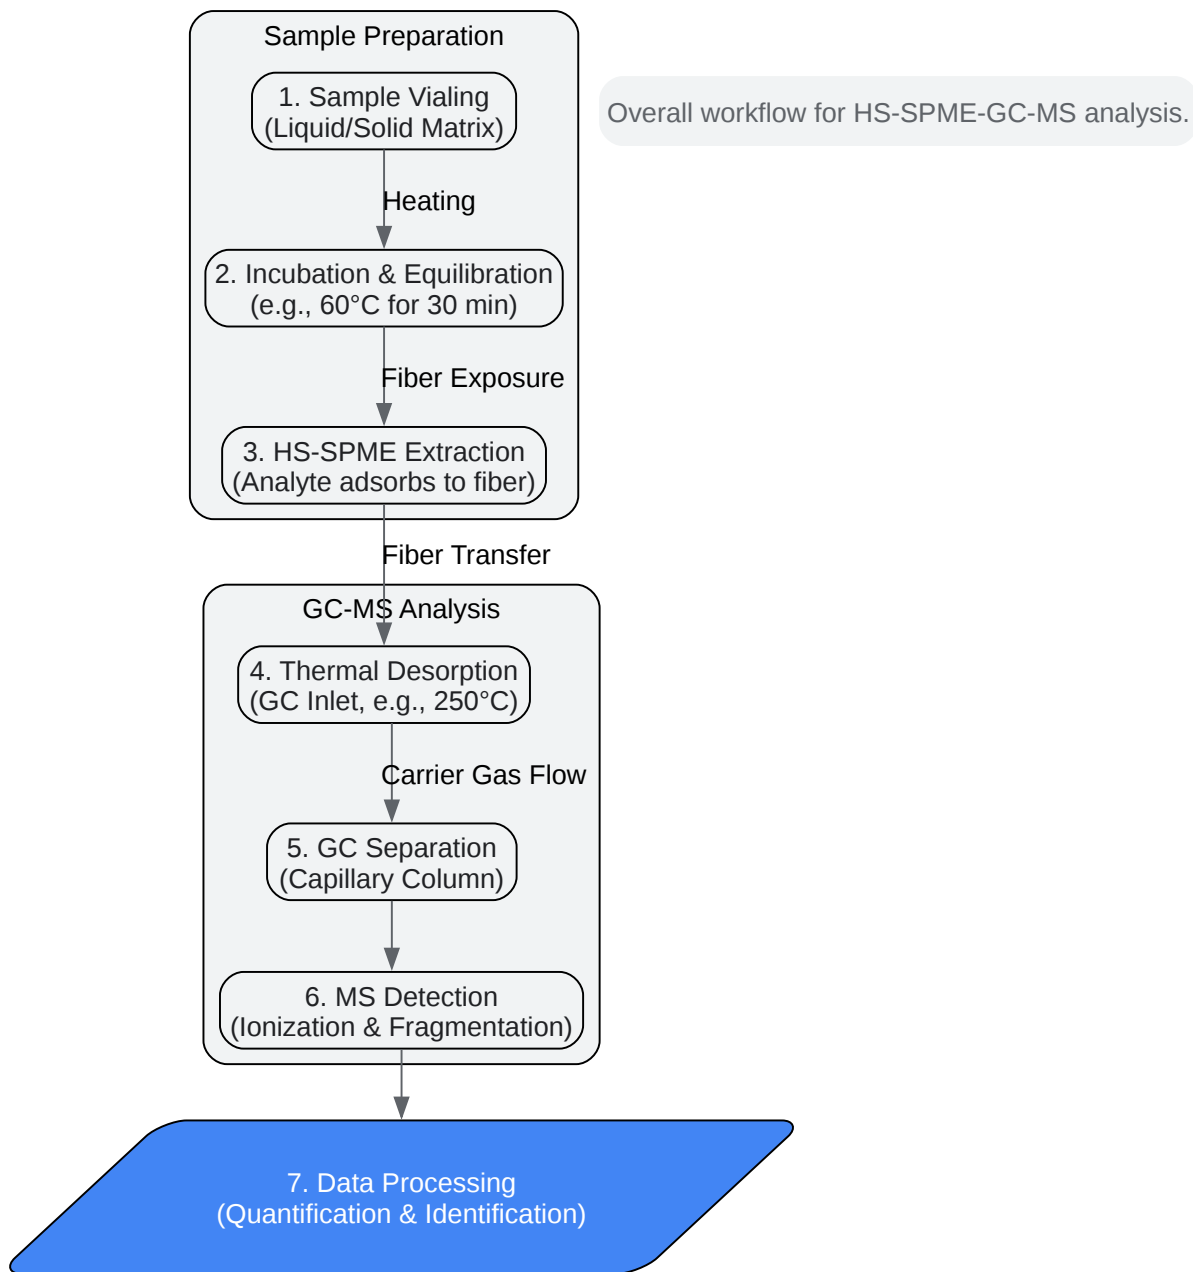 Sample Preparation
1. Sample Vialing
(Liquid/Solid Matrix)
Overall workflow for HS-SPME-GC-MS analysis.
Heating
2. Incubation & Equilibration
(e.g., 60°C for 30 min)
Fiber Exposure
3. HS-SPME Extraction
(Analyte adsorbs to fiber)
Fiber Transfer
GC-MS Analysis
4. Thermal Desorption
(GC Inlet, e.g., 250°C)
Carrier Gas Flow
5. GC Separation
(Capillary Column)
6. MS Detection
(Ionization & Fragmentation)
7. Data Processing
(Quantification & Identification)